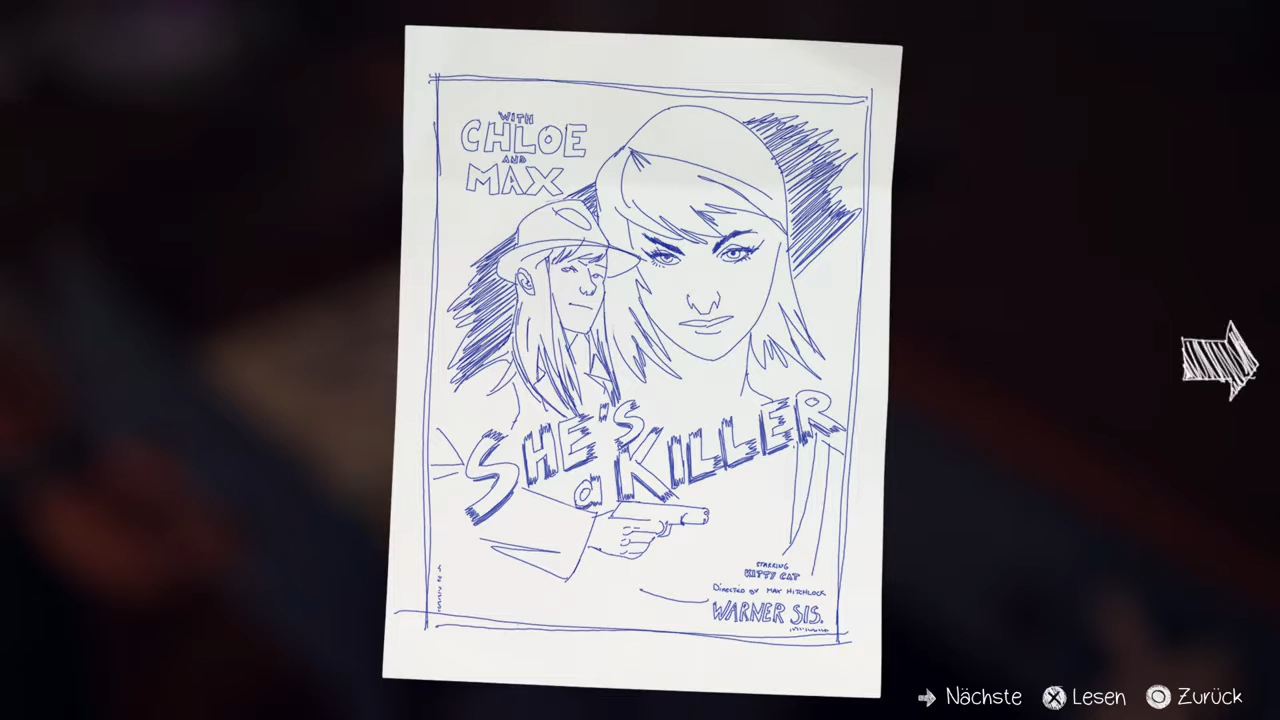 WITH
CHLOE
AND
MAX
SHE'S
a KILLER
STARRING
KITTY CAT
DIRECTED BY MAX HITCHLOCK
WARNER SIS.
Nächste Lesen Zurück